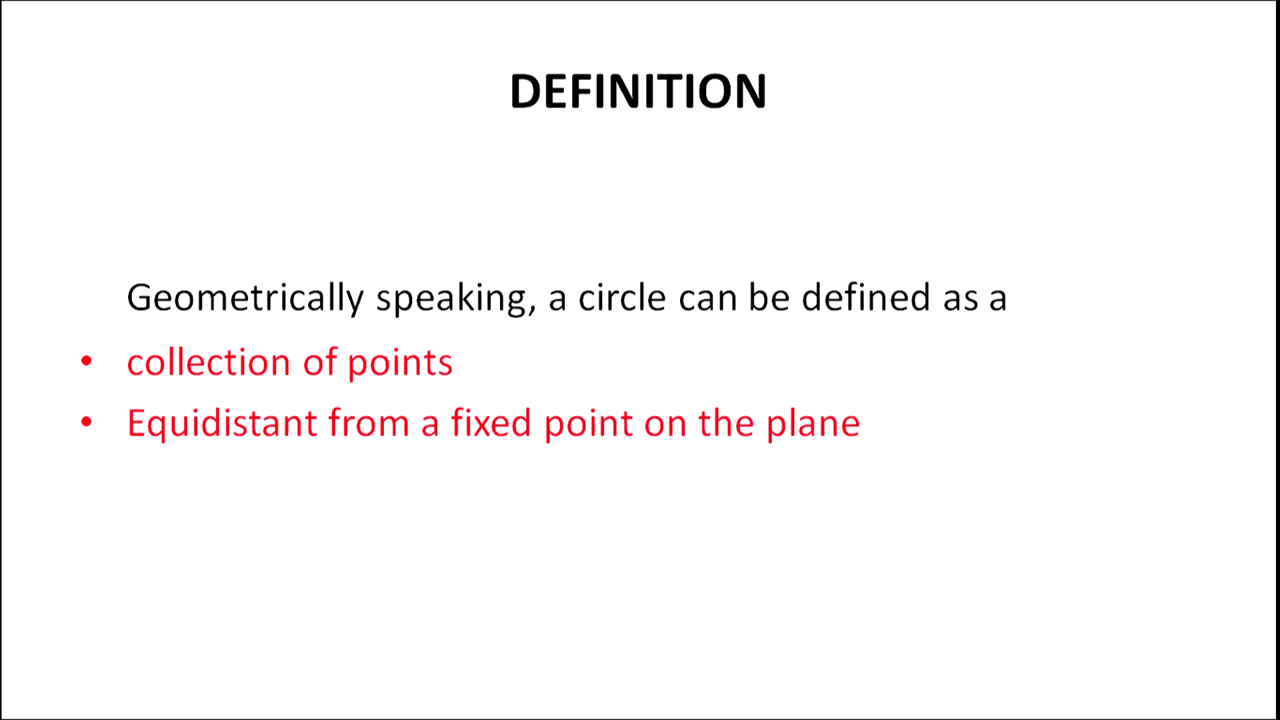 DEFINITION
Geometrically speaking, a circle can be defined as a
• collection of points
• Equidistant from a fixed point on the plane